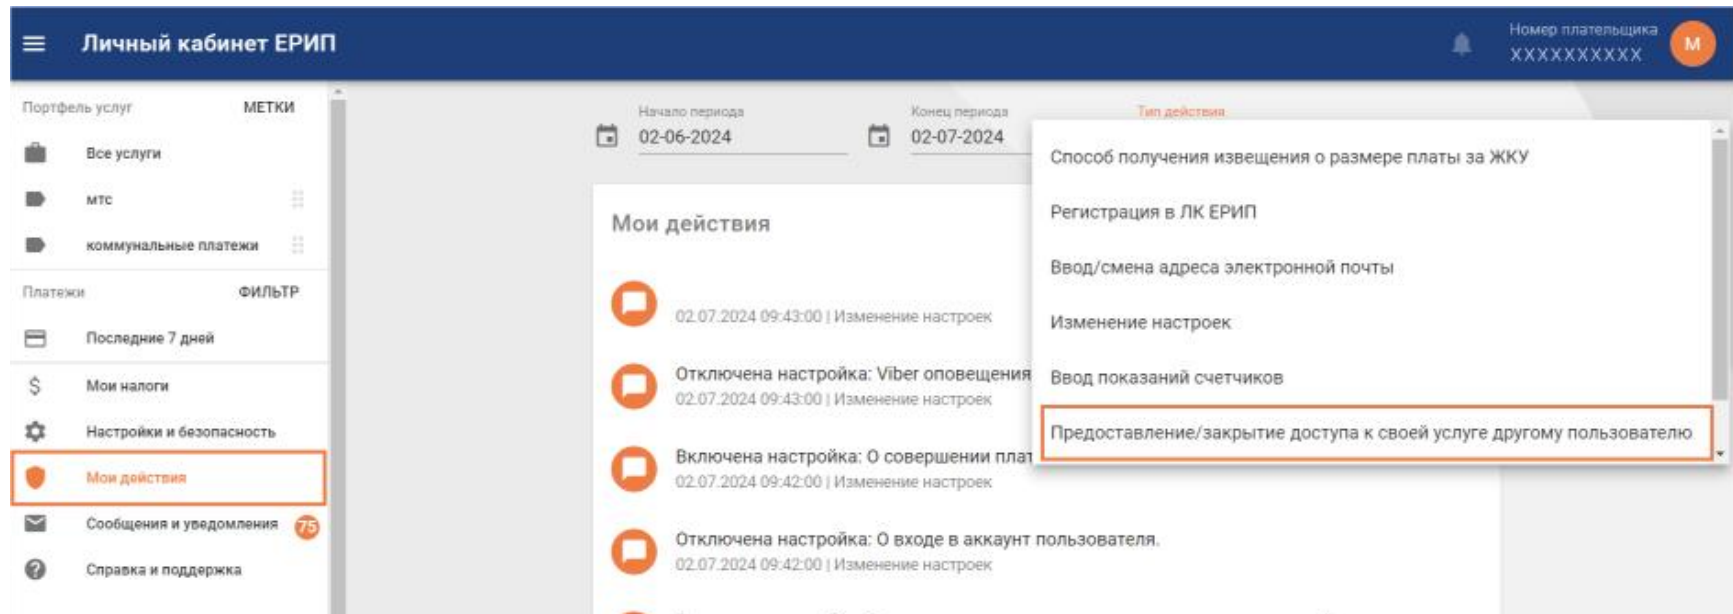 Личный кабинет ЕРИП
Номер плательщика
XXXXXXXXXX
М
Портфель услуг МЕТКИ
Все услуги
мтс
коммунальные платежи
Платежи ФИЛЬТР
Последние 7 дней
$ Мои налоги
Настройки и безопасность
Мои действия
Сообщения и уведомления 75
? Справка и поддержка
Начало периода
02-06-2024
Конец периода
02-07-2024
Тип действия
Способ получения извещения о размере платы за ЖКУ
Регистрация в ЛК ЕРИП
Ввод/смена адреса электронной почты
Изменение настроек
Ввод показаний счетчиков
Предоставление/закрытие доступа к своей услуге другому пользователю
Мои действия
02.07.2024 09:43:00 | Изменение настроек
Отключена настройка: Viber оповещения
02.07.2024 09:43:00 | Изменение настроек
Включена настройка: О совершении плат
02.07.2024 09:42:00 | Изменение настроек
Отключена настройка: О входе в аккаунт пользователя.
02.07.2024 09:42:00 | Изменение настроек